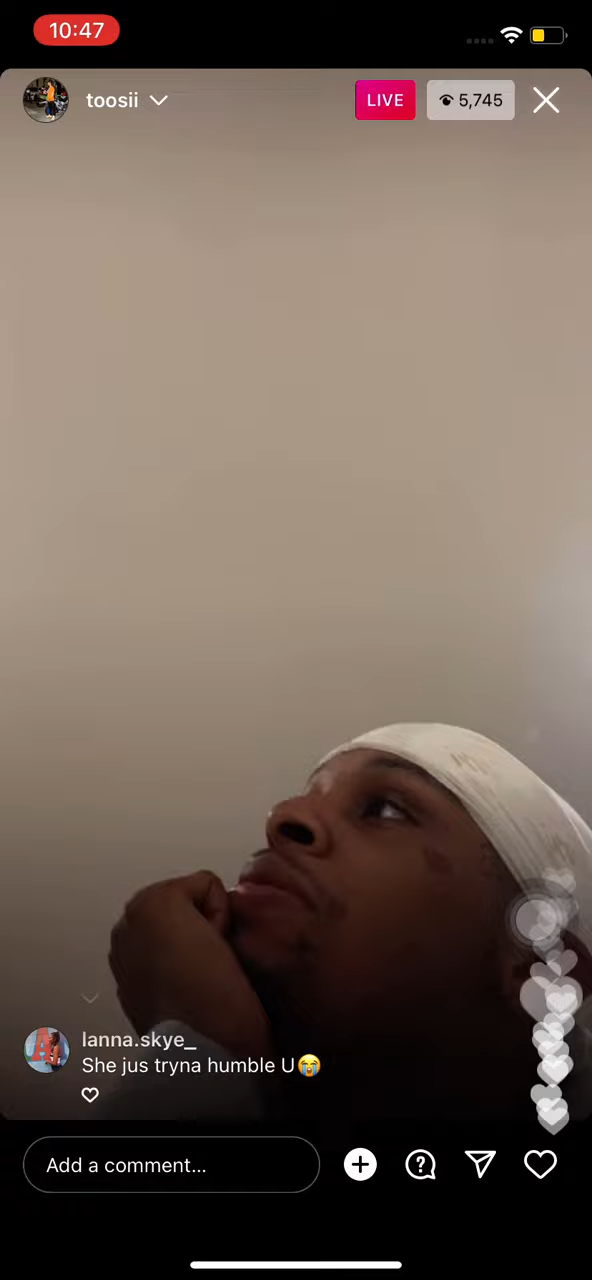 10:47
toosii
LIVE
5,745
lanna.skye_
She jus tryna humble U😭
Add a comment...